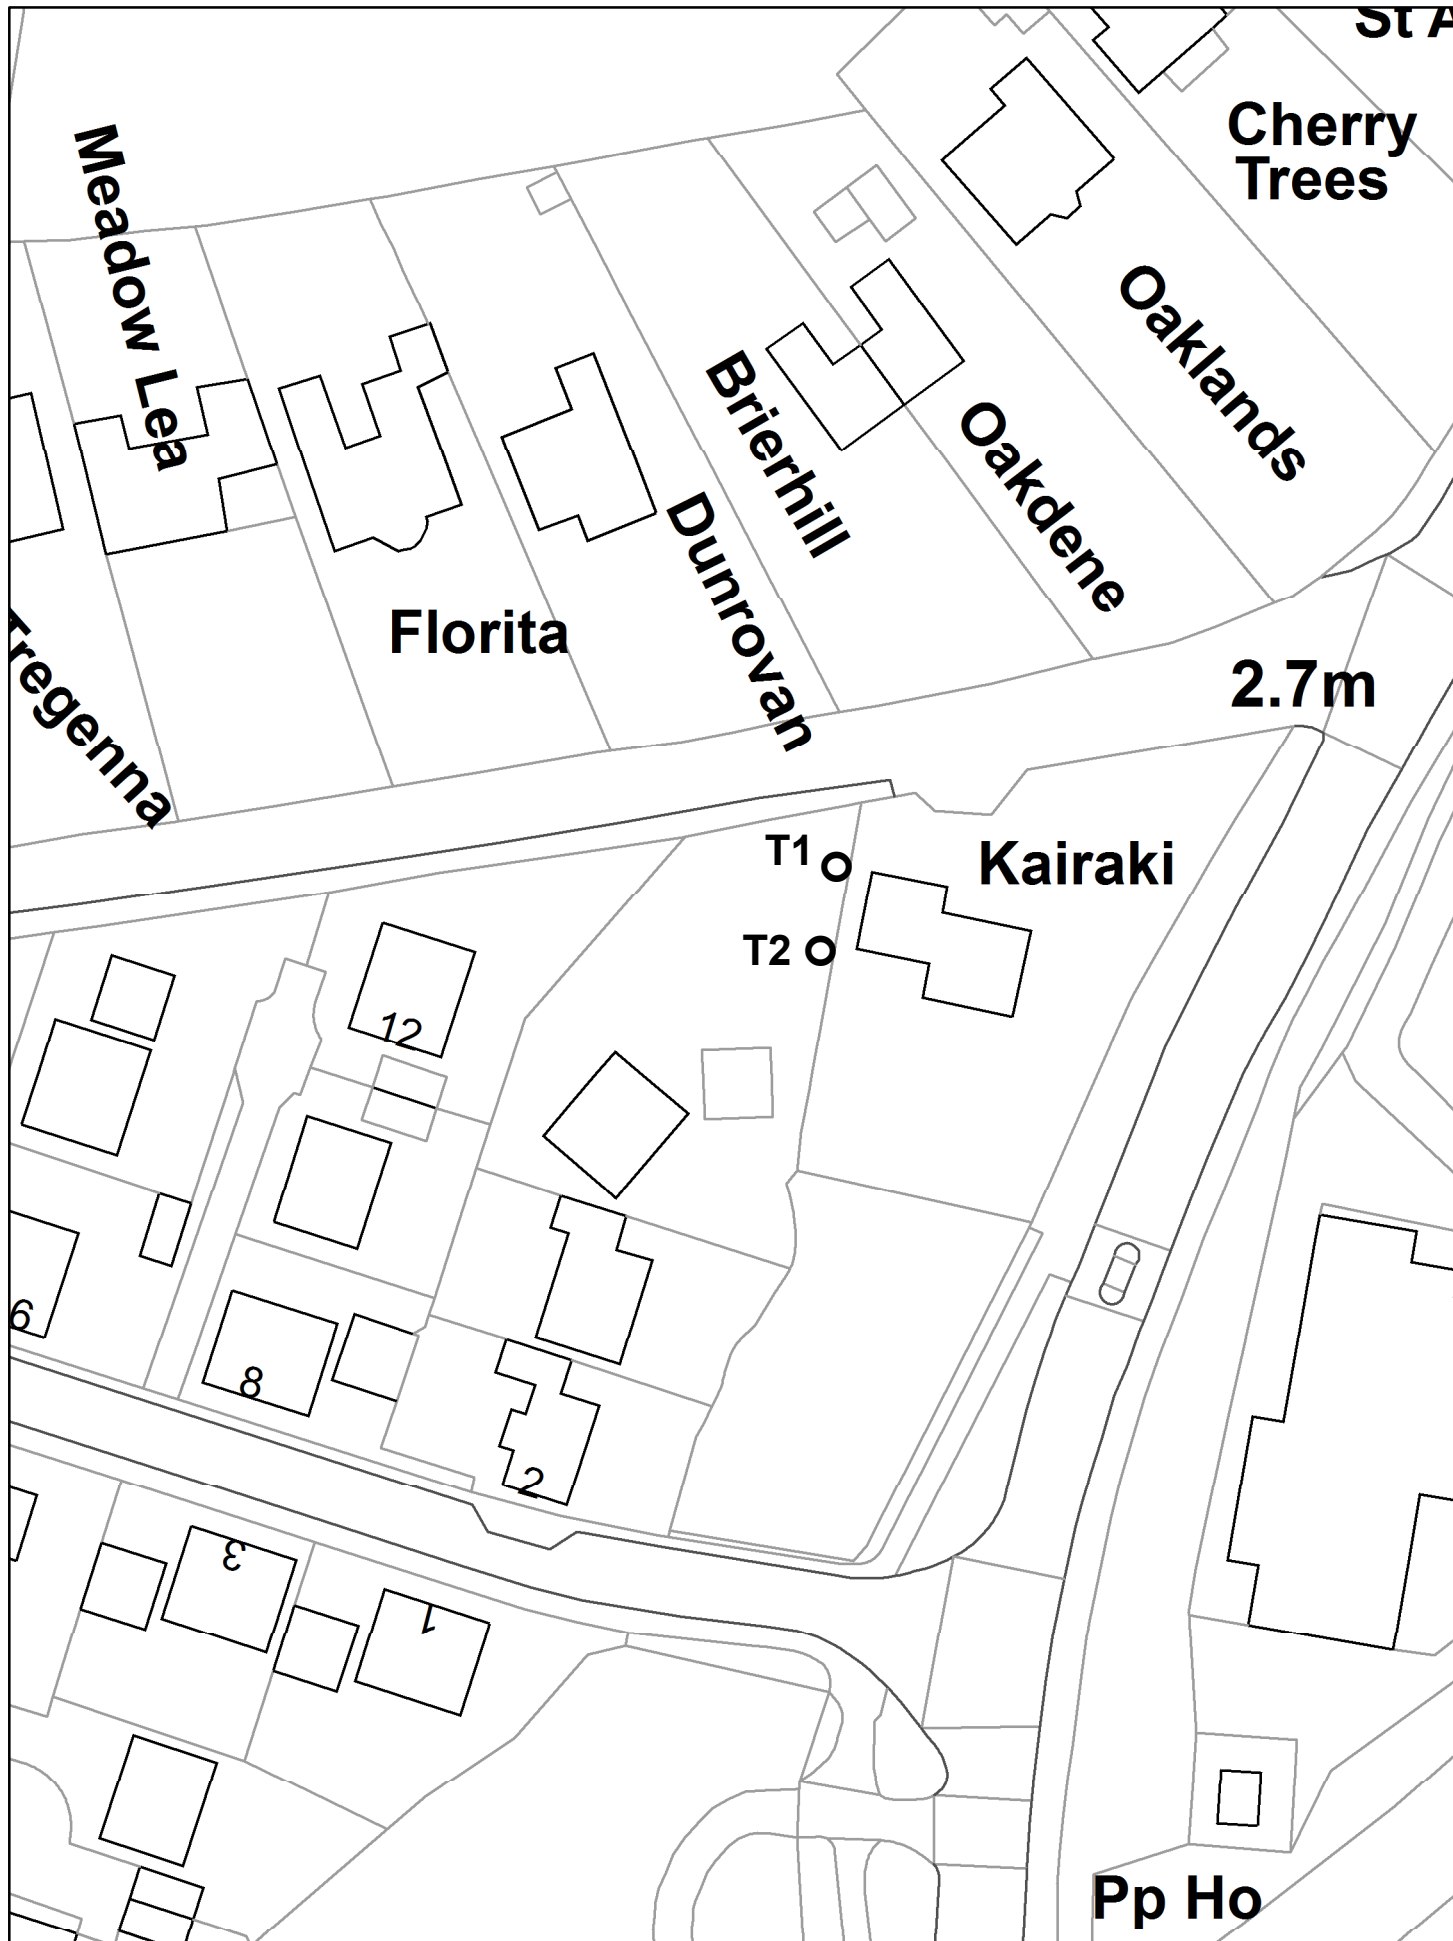 St A
Cherry
Trees
Meadow Lea
Oaklands
Brierhill
Oakdene
Dunrovan
Florita
Tregenna
2.7m
T1
Kairaki
T2
12
6
8
2
3
1
Pp Ho